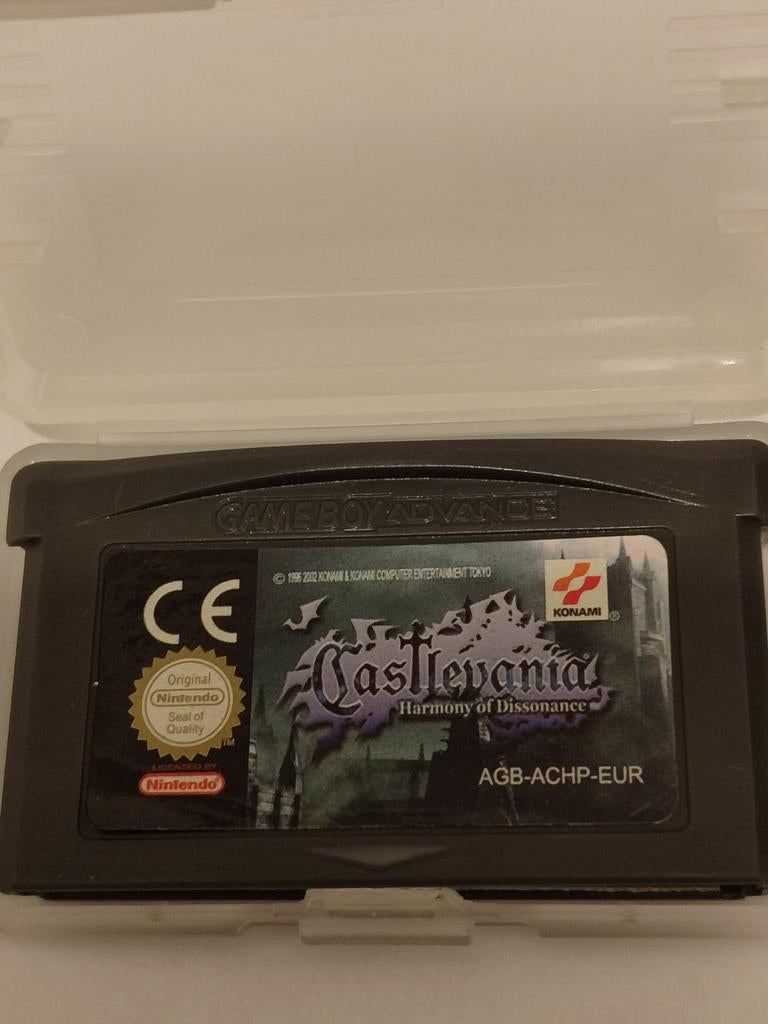 GAME BOY ADVANCE
© 1996 2002 KONAMI & KONAMI COMPUTER ENTERTAINMENT TOKYO
KONAMI ®
CE
Castlevania
Harmony of Dissonance
Original
Nintendo
Seal of
Quality
TM
LICENSED BY
Nintendo
AGB-ACHP-EUR